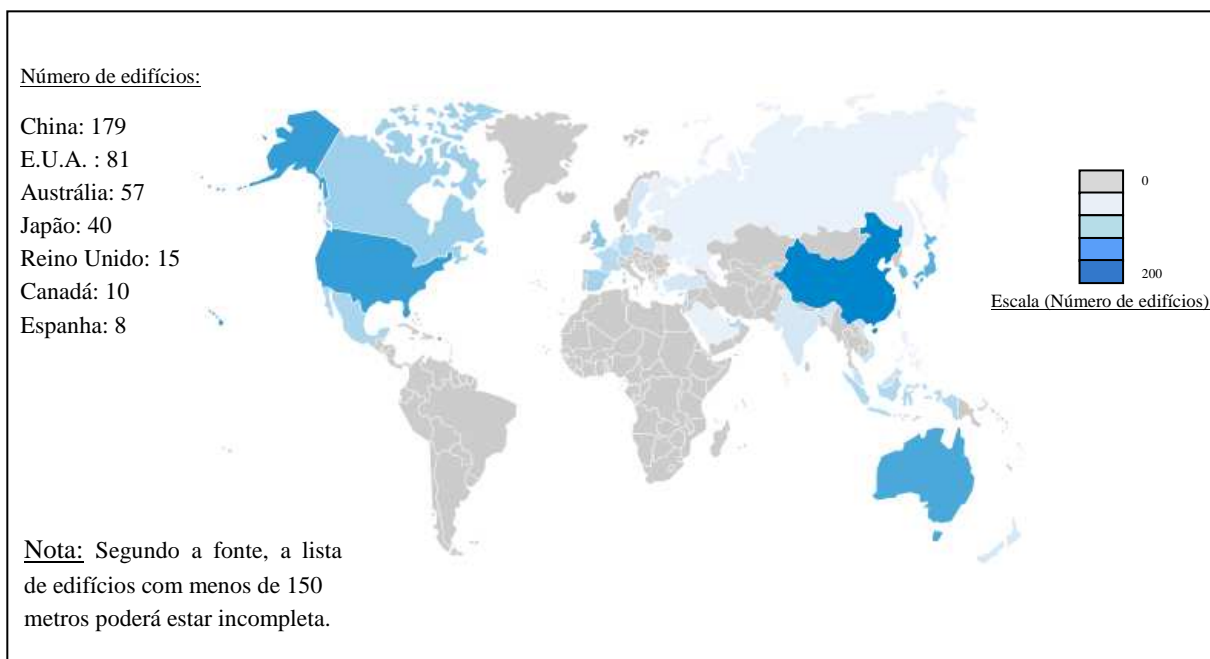 Número de edifícios:
China: 179
E.U.A. : 81
Austrália: 57
Japão: 40
Reino Unido: 15
Canadá: 10
Espanha: 8
0
200
Escala (Número de edifícios)
Nota: Segundo a fonte, a lista
de edifícios com menos de 150
metros poderá estar incompleta.